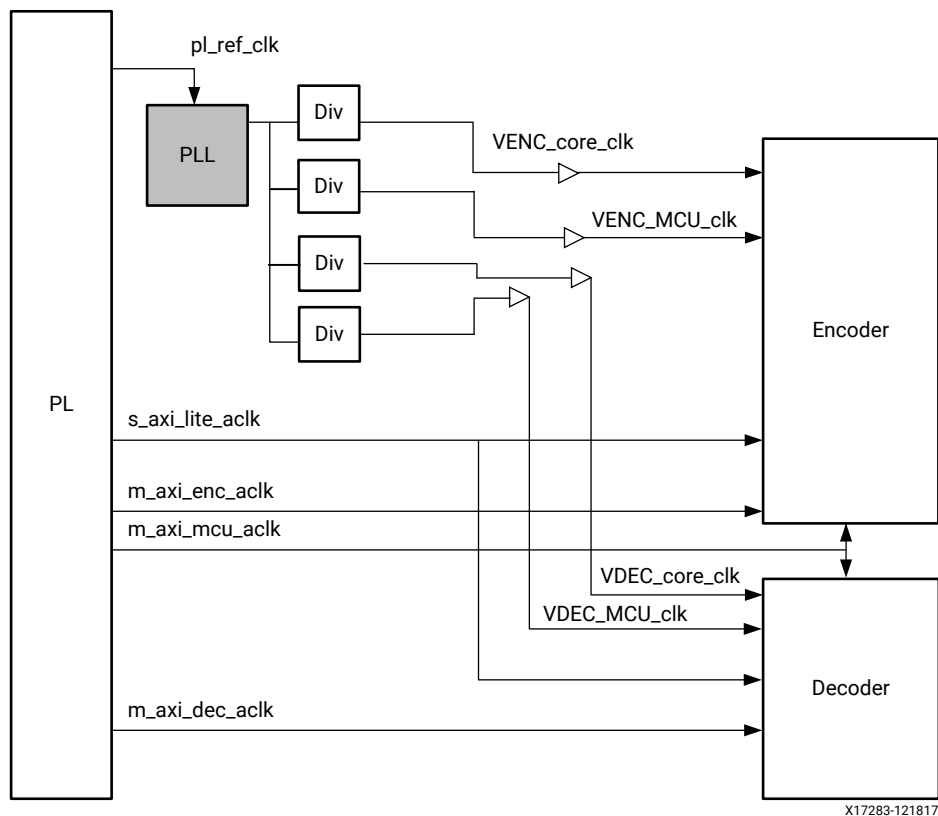 pl_ref_clk
Div
PLL
VENC_core_clk
Div
VENC_MCU_clk
Div
Div
Encoder
PL
s_axi_lite_aclk
m_axi_enc_aclk
m_axi_mcu_aclk
VDEC_core_clk
VDEC_MCU_clk
Decoder
m_axi_dec_aclk
X17283-121817